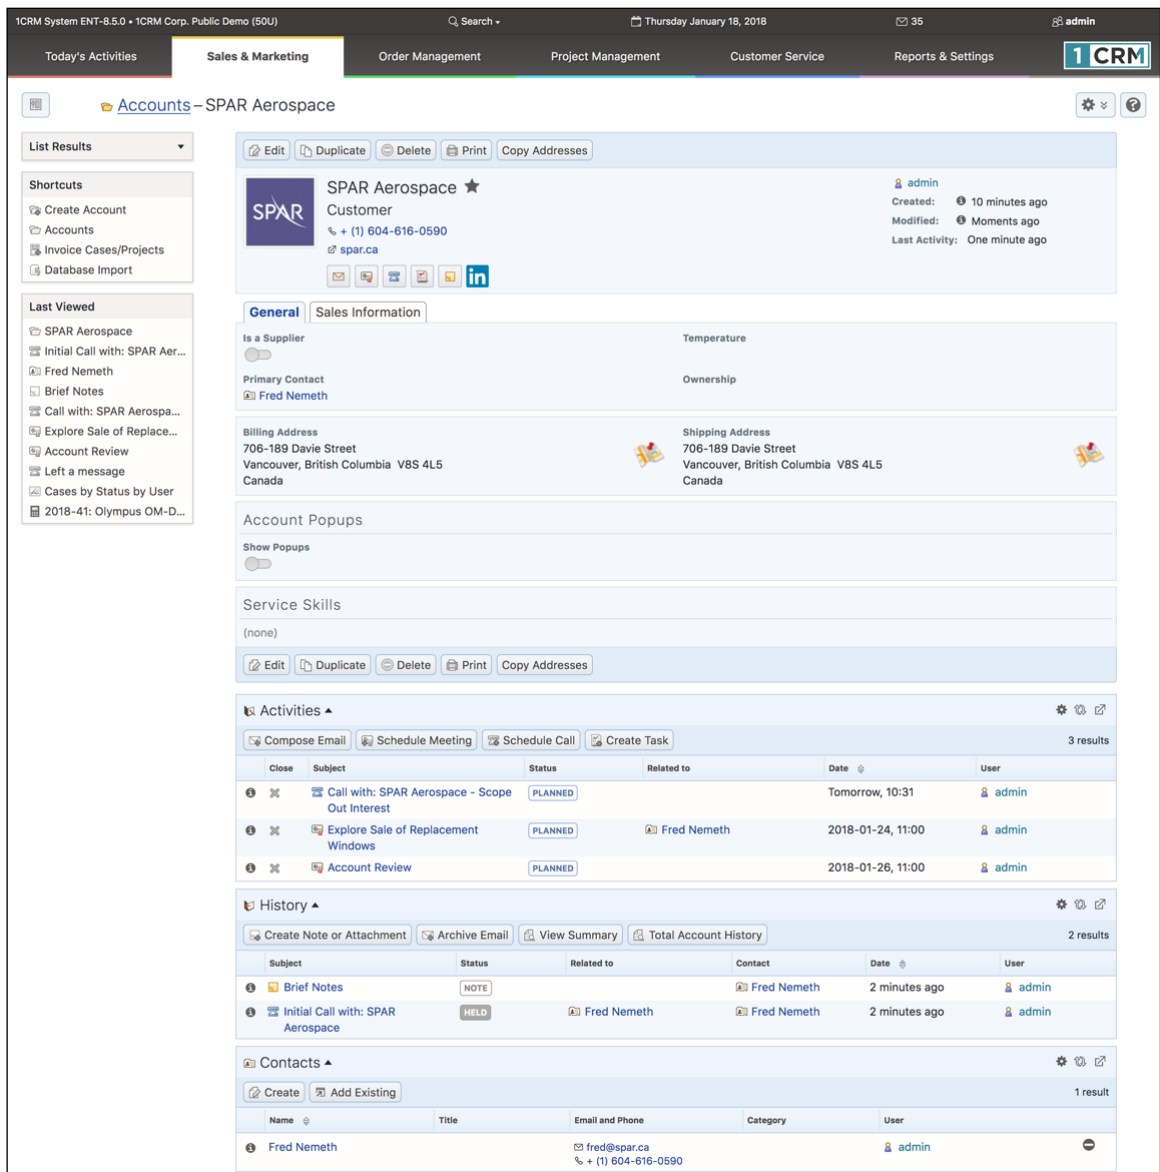 1CRM System ENT-8.5.0 • 1CRM Corp. Public Demo (50U) Search Thursday January 18, 2018 35 admin
Today's Activities Sales & Marketing Order Management Project Management Customer Service Reports & Settings 1CRM
Accounts – SPAR Aerospace
List Results
Shortcuts
Create Account
Accounts
Invoice Cases/Projects
Database Import
Last Viewed
SPAR Aerospace
Initial Call with: SPAR Aer...
Fred Nemeth
Brief Notes
Call with: SPAR Aerospa...
Explore Sale of Replace...
Account Review
Left a message
Cases by Status by User
2018-41: Olympus OM-D...
Edit Duplicate Delete Print Copy Addresses
SPAR
SPAR Aerospace
Customer
+ (1) 604-616-0590
spar.ca
in
admin
Created: 10 minutes ago
Modified: Moments ago
Last Activity: One minute ago
General Sales Information
Is a Supplier Temperature
Primary Contact Ownership
Fred Nemeth
Billing Address Shipping Address
706-189 Davie Street 706-189 Davie Street
Vancouver, British Columbia V8S 4L5 Vancouver, British Columbia V8S 4L5
Canada Canada
Account Popups
Show Popups
Service Skills
(none)
Edit Duplicate Delete Print Copy Addresses
Activities
Compose Email Schedule Meeting Schedule Call Create Task 3 results
Close Subject Status Related to Date User
Call with: SPAR Aerospace - Scope PLANNED Tomorrow, 10:31 admin
Out Interest
Explore Sale of Replacement PLANNED Fred Nemeth 2018-01-24, 11:00 admin
Windows
Account Review PLANNED 2018-01-26, 11:00 admin
History
Create Note or Attachment Archive Email View Summary Total Account History 2 results
Subject Status Related to Contact Date User
Brief Notes NOTE Fred Nemeth 2 minutes ago admin
Initial Call with: SPAR HELD Fred Nemeth Fred Nemeth 2 minutes ago admin
Aerospace
Contacts
Create Add Existing 1 result
Name Title Email and Phone Category User
Fred Nemeth fred@spar.ca admin
+ (1) 604-616-0590